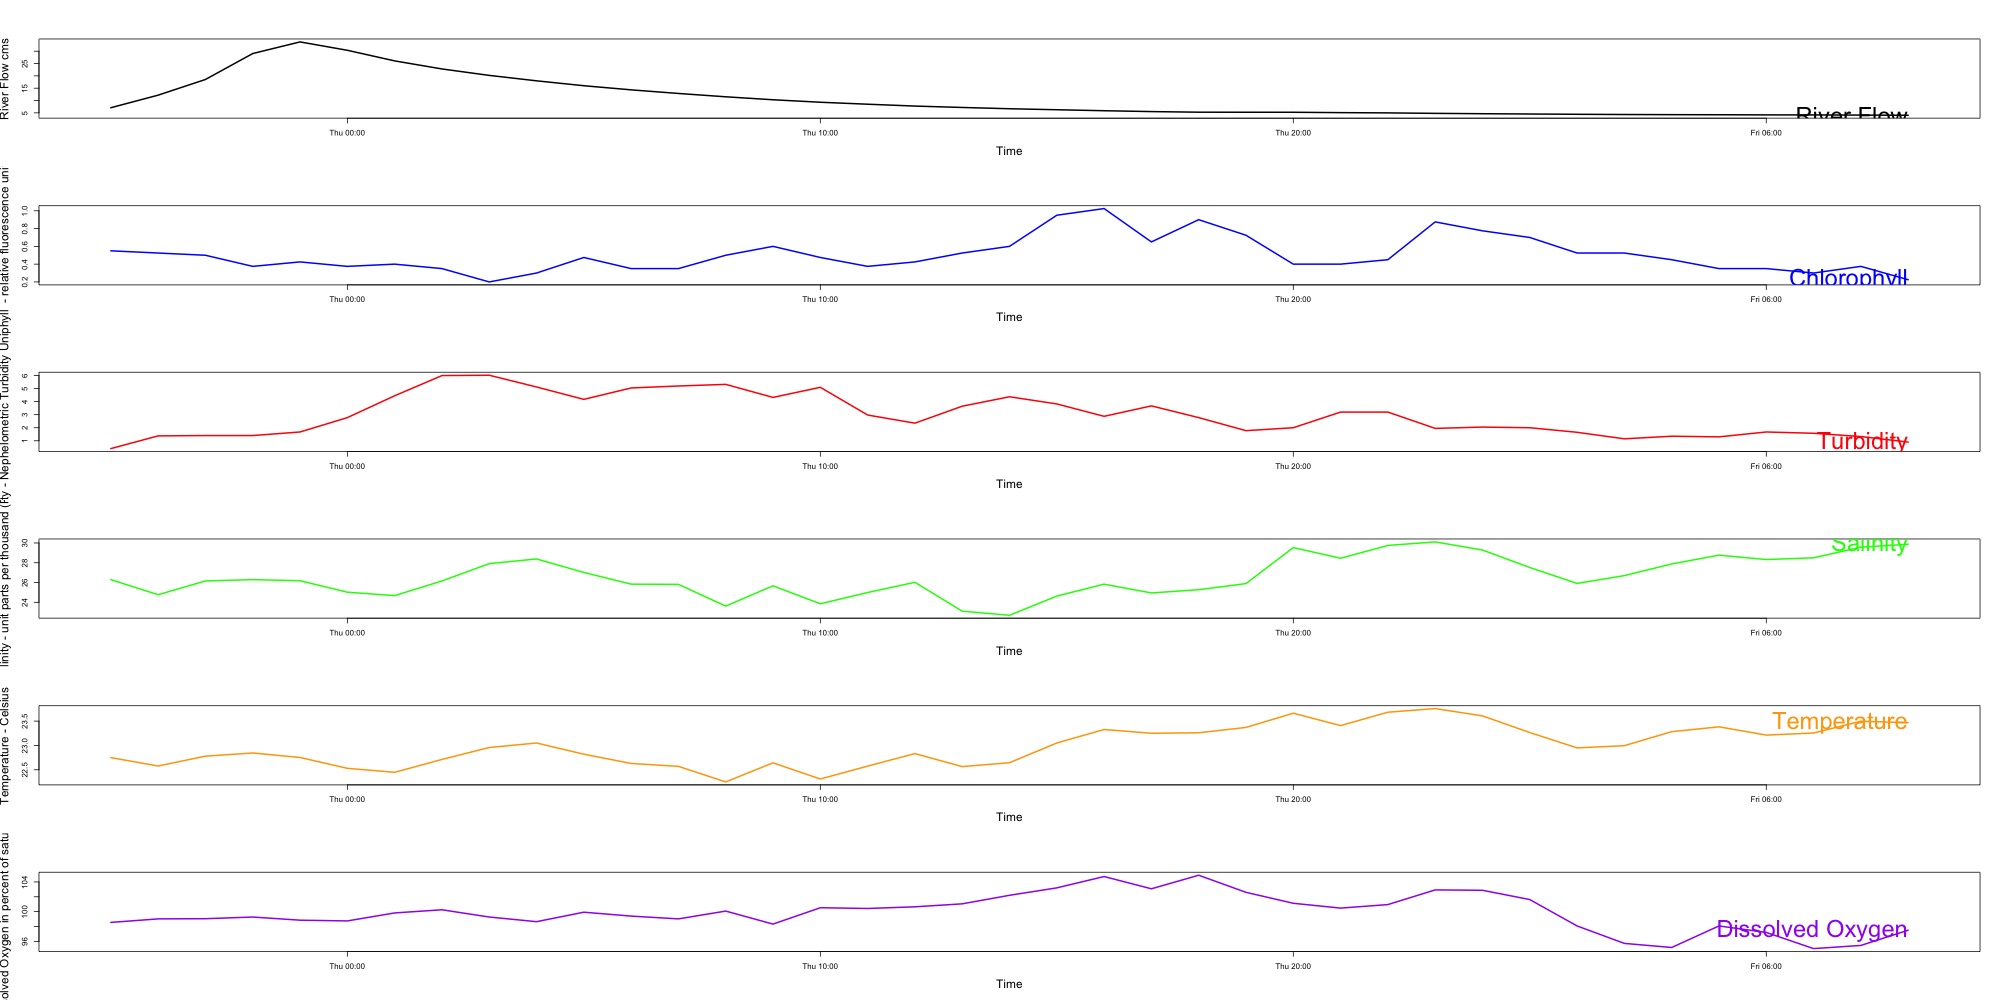 River Flow cms
25
15
5
River Flow
Thu 00:00 Thu 10:00 Thu 20:00 Fri 06:00
Time
- relative fluorescence uni
1.0
0.8
0.6
0.4
0.2
Chlorophyll
Thu 00:00 Thu 10:00 Thu 20:00 Fri 06:00
Time
- Nephelometric Turbidity
6
5
4
3
2
1
Turbidity
Thu 00:00 Thu 10:00 Thu 20:00 Fri 06:00
Time
linity - unit parts per thousand
30
28
26
24
Salinity
Thu 00:00 Thu 10:00 Thu 20:00 Fri 06:00
Time
Temperature - Celsius
23.5
23.0
22.5
Temperature
Thu 00:00 Thu 10:00 Thu 20:00 Fri 06:00
Time
olved Oxygen in percent of satu
104
100
96
Dissolved Oxygen
Thu 00:00 Thu 10:00 Thu 20:00 Fri 06:00
Time